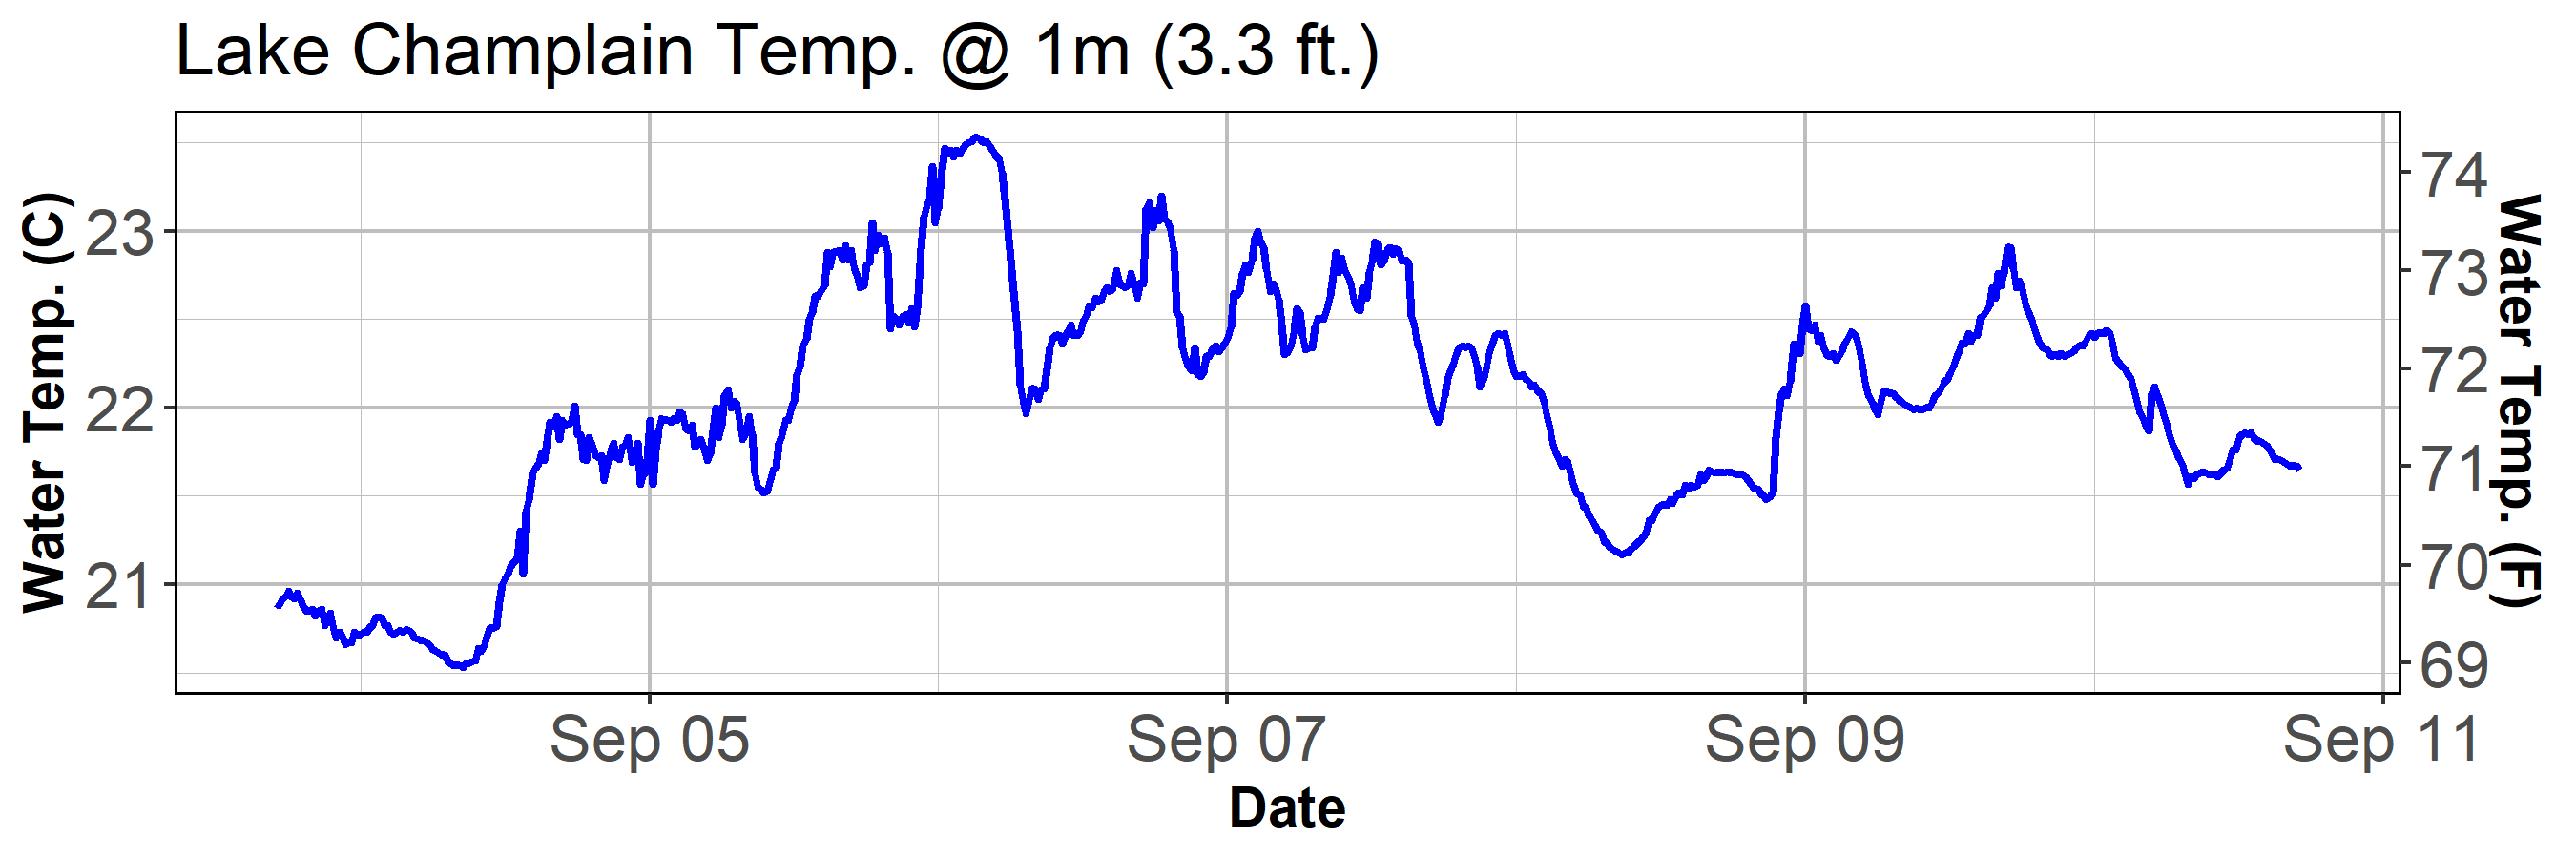 Lake Champlain Temp. @ 1m (3.3 ft.)
Water Temp. (C)
23
22
21
74
73
72
71
70
69
Water Temp. (F)
Sep 05
Sep 07
Sep 09
Sep 11
Date